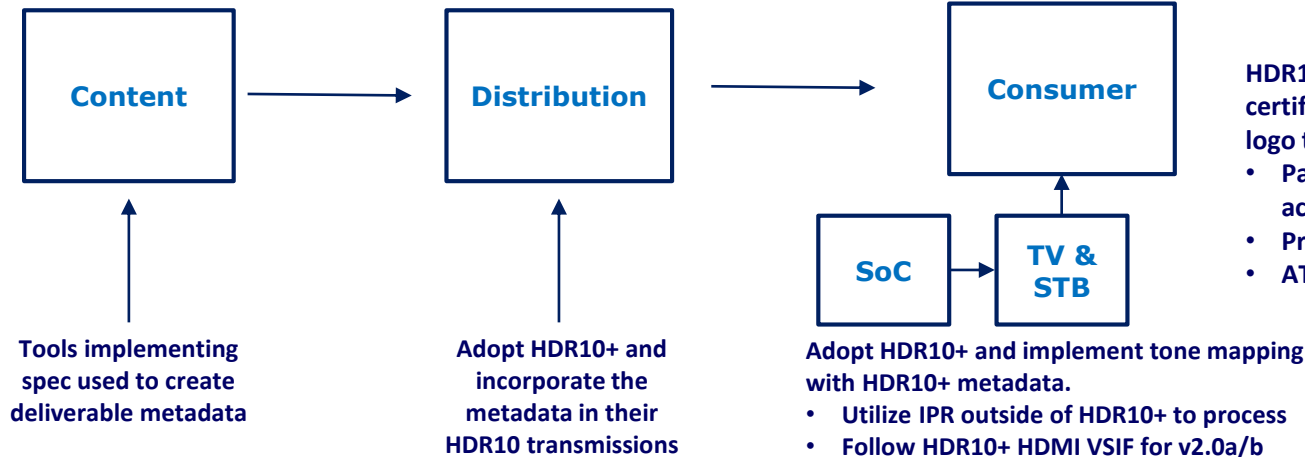 Content
Distribution
Consumer
SoC
TV &
STB
Tools implementing
spec used to create
deliverable metadata
Adopt HDR10+ and
incorporate the
metadata in their
HDR10 transmissions
Adopt HDR10+ and implement tone mapping
with HDR10+ metadata.
• Utilize IPR outside of HDR10+ to process
• Follow HDR10+ HDMI VSIF for v2.0a/b
logo
•
•
•